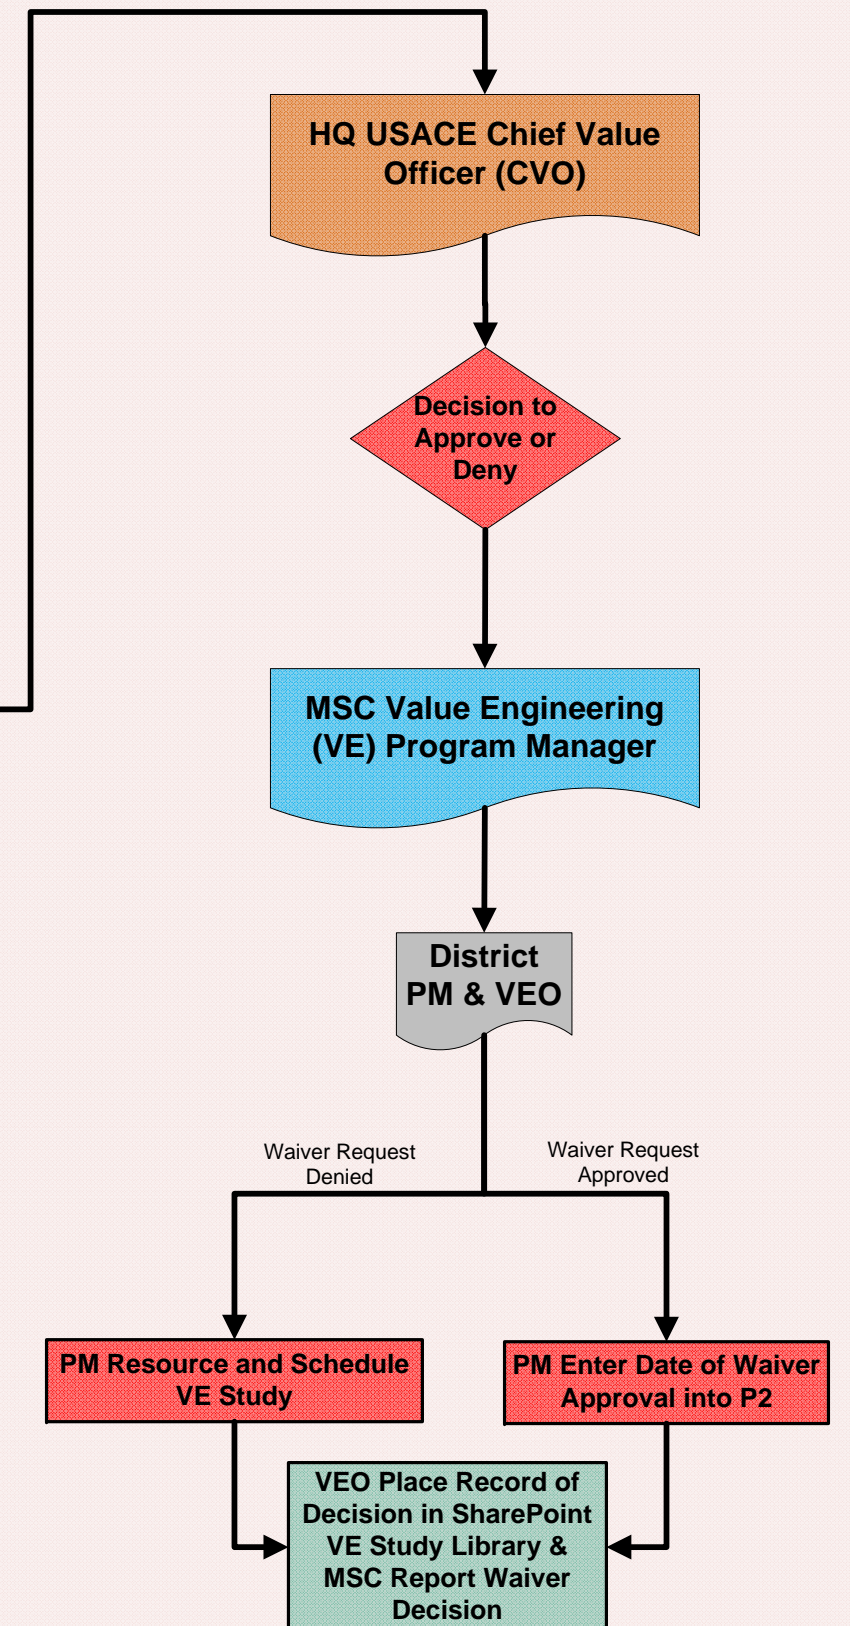 HQ USACE Chief Value
Officer (CVO)
Decision to
Approve or
Deny
MSC Value Engineering
(VE) Program Manager
District
PM & VEO
Waiver Request
Denied
Waiver Request
Approved
PM Resource and Schedule
VE Study
PM Enter Date of Waiver
Approval into P2
VEO Place Record of
Decision in SharePoint
VE Study Library &
MSC Report Waiver
Decision